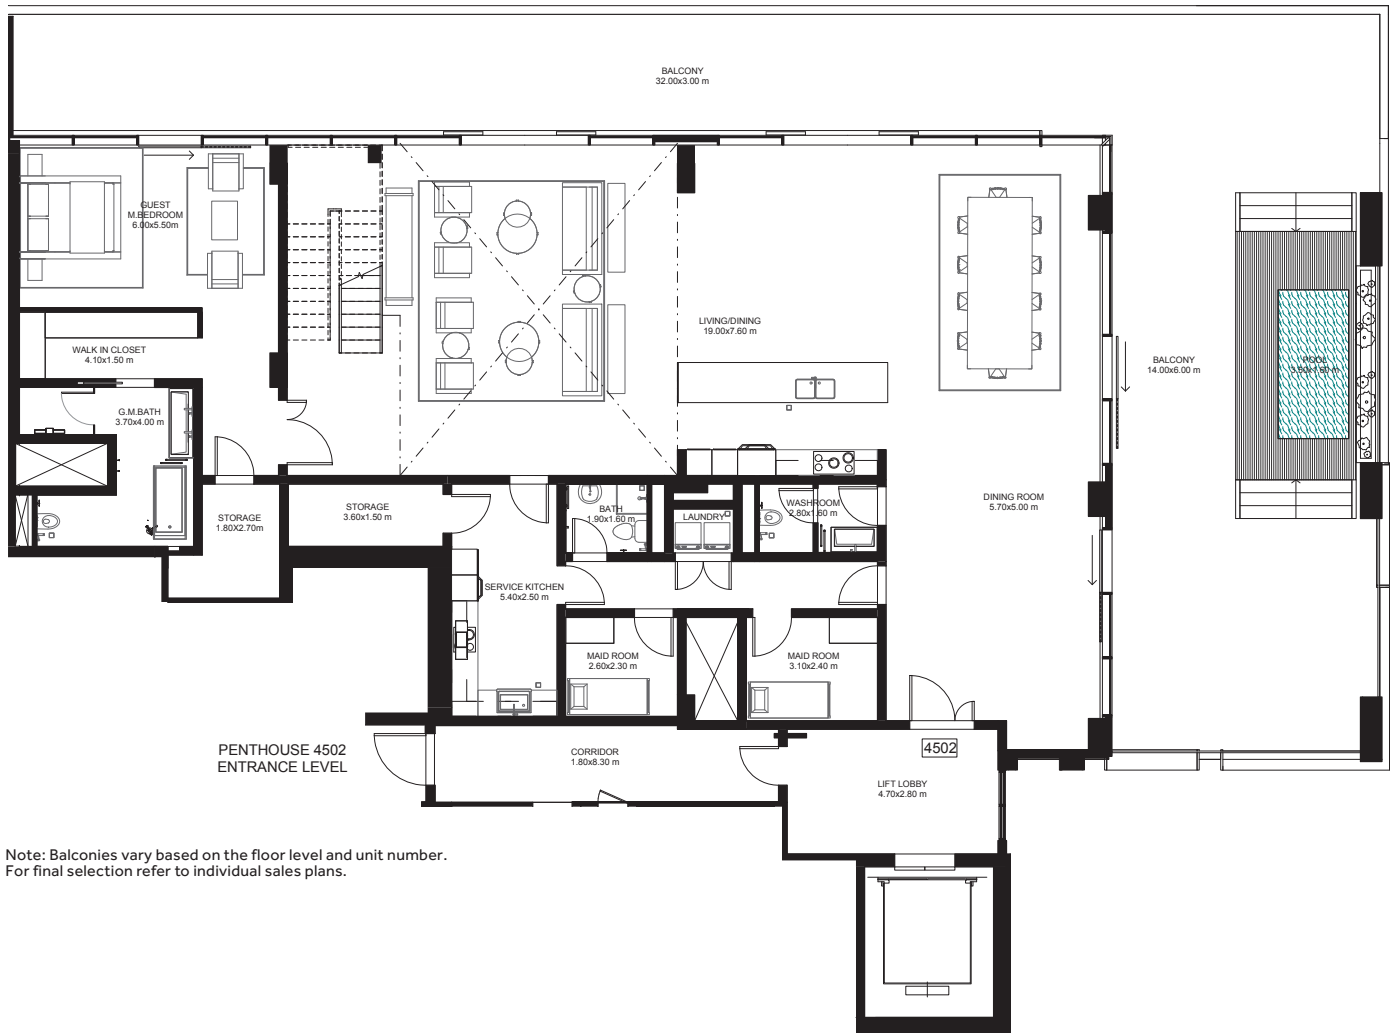 BALCONY
32.00x3.00 m
GUEST
M.BEDROOM
6.00x5.50m
LIVING/DINING
19.00x7.60 m
WALK IN CLOSET
4.10x1.50 m
BALCONY
14.00x6.00 m
POOL
3.50x1.60 m
G.M.BATH
3.70x4.00 m
STORAGE
1.80X2.70m
STORAGE
3.60x1.50 m
BATH
1.90x1.60 m
LAUNDRY
WASHROOM
2.80x1.60 m
DINING ROOM
5.70x5.00 m
SERVICE KITCHEN
5.40x2.50 m
MAID ROOM
2.60x2.30 m
MAID ROOM
3.10x2.40 m
PENTHOUSE 4502
ENTRANCE LEVEL
CORRIDOR
1.80x8.30 m
4502
LIFT LOBBY
4.70x2.80 m
Note: Balconies vary based on the floor level and unit number.
For final selection refer to individual sales plans.